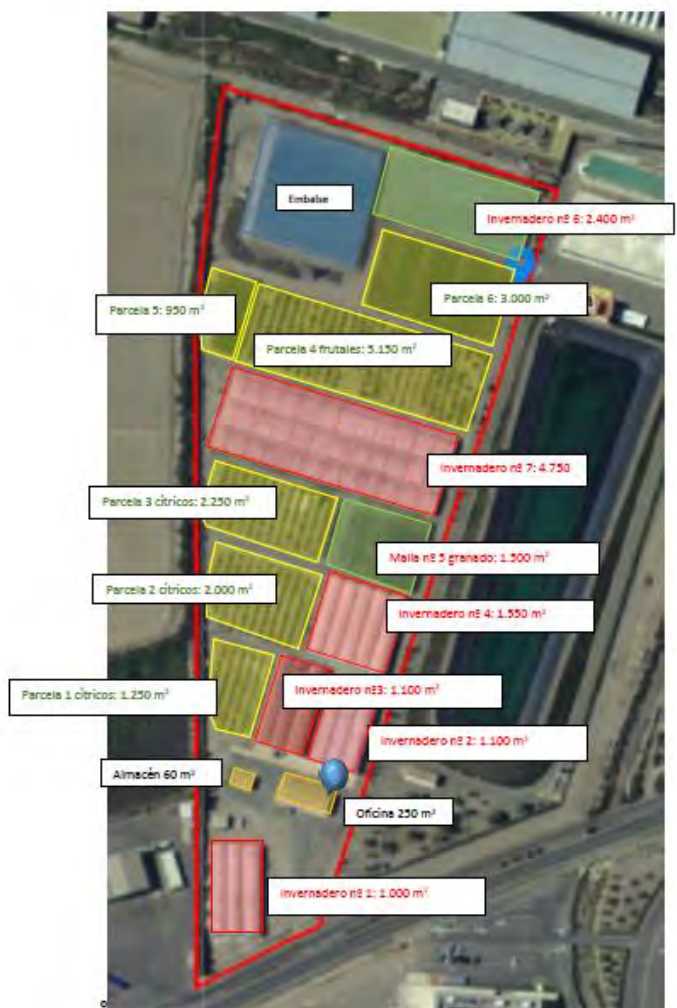 Embalse
Invernadero nº 6: 2.400 m²
Parcela 5: 950 m²
Parcela 6: 3.000 m²
Parcela 4 frutales: 5.150 m²
Invernadero nº 7: 4.750
Parcela 3 cítricos: 2.250 m²
Malla nº 5 granado: 1.500 m²
Parcela 2 cítricos: 2.000 m²
Invernadero nº 4: 1.550 m²
Parcela 1 cítricos: 1.250 m²
Invernadero nº3: 1.100 m²
Invernadero nº 2: 1.100 m²
Almacén 60 m²
Oficina 250 m²
Invernadero nº 1: 1.000 m²